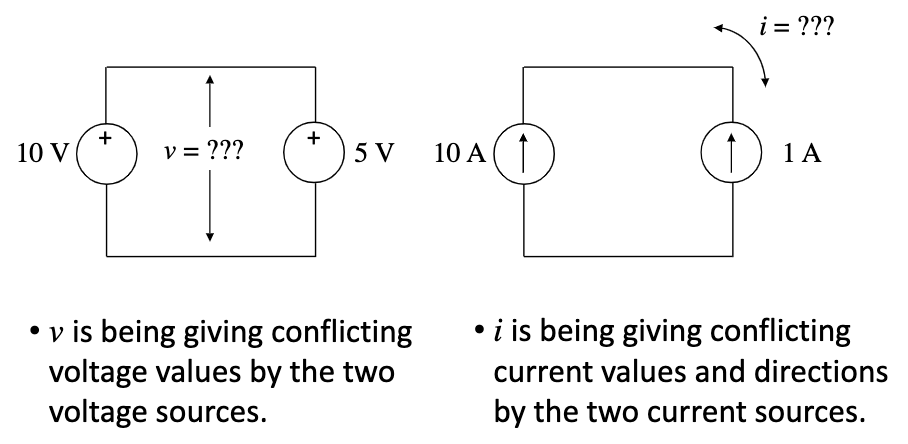 i = ???
+
+
10 V
v = ???
5 V
10 A
1 A
• v is being giving conflicting
voltage values by the two
voltage sources.
• i is being giving conflicting
current values and directions
by the two current sources.